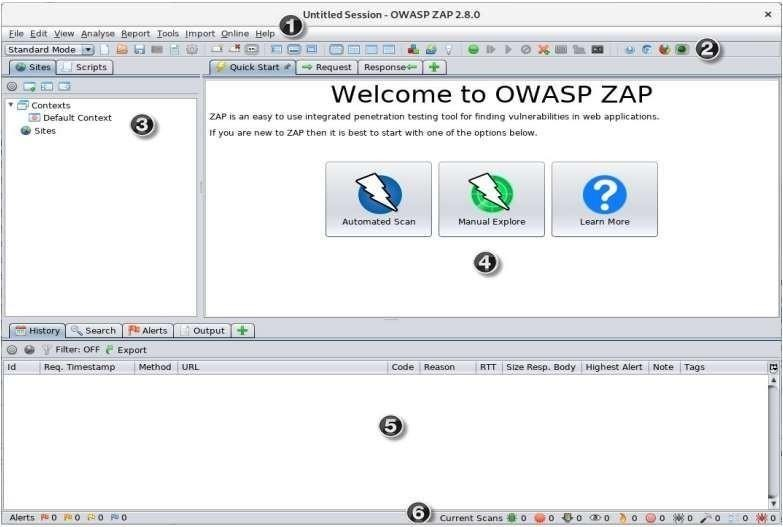 Untitled Session - OWASP ZAP 2.8.0 ×
1
File Edit View Analyse Report Tools Import Online Help
Standard Mode
2
Sites Scripts
Quick Start Request Response
Contexts
Default Context
Sites
3
Welcome to OWASP ZAP
ZAP is an easy to use integrated penetration testing tool for finding vulnerabilities in web applications.
If you are new to ZAP then it is best to start with one of the options below.
Automated Scan Manual Explore Learn More
4
History Search Alerts Output
Filter: OFF Export
Id Req. Timestamp Method URL Code Reason RTT Size Resp. Body Highest Alert Note Tags
5
6
Alerts 0 0 0 0 Current Scans 0 0 0 0 0 0 0 0 0 0